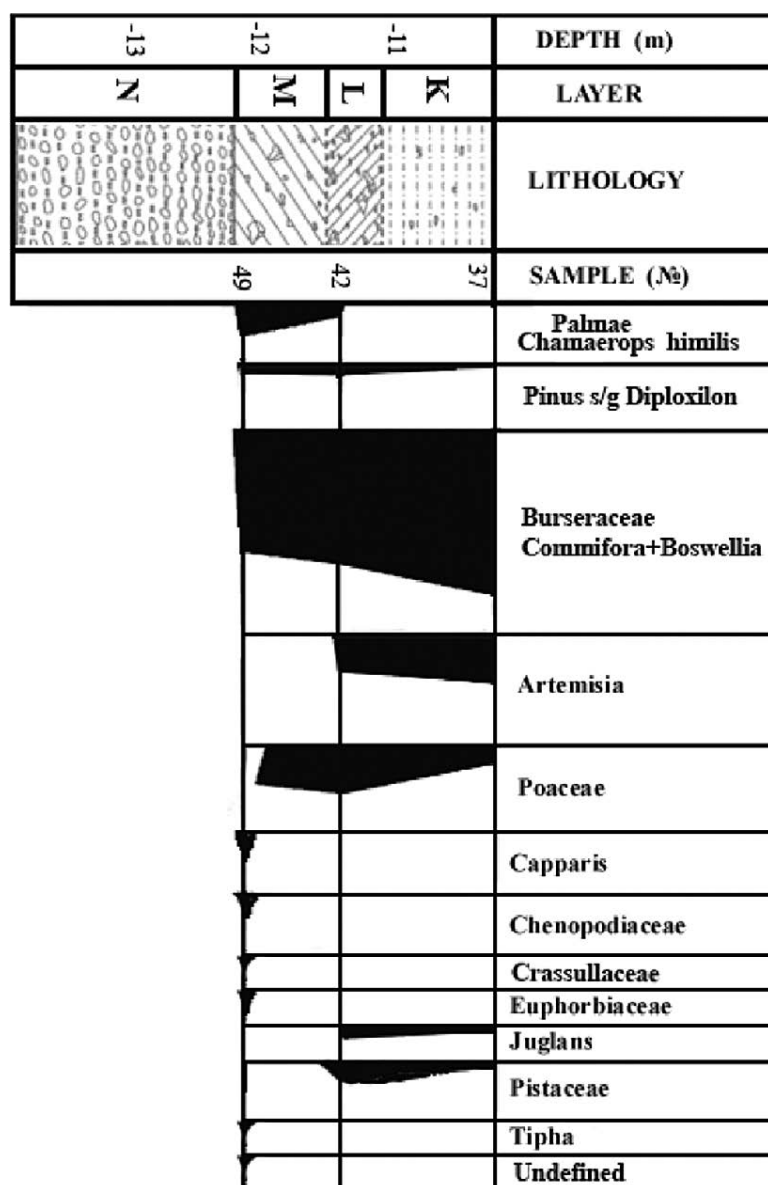 -13 -12 -11 DEPTH (m)
N M L K LAYER
LITHOLOGY
49 42 37 SAMPLE (№)
Palmae
Chamaerops himilis
Pinus s/g Diploxilon
Burseraceae
Commifora+Boswellia
Artemisia
Poaceae
Capparis
Chenopodiaceae
Crassullaceae
Euphorbiaceae
Juglans
Pistaceae
Tipha
Undefined